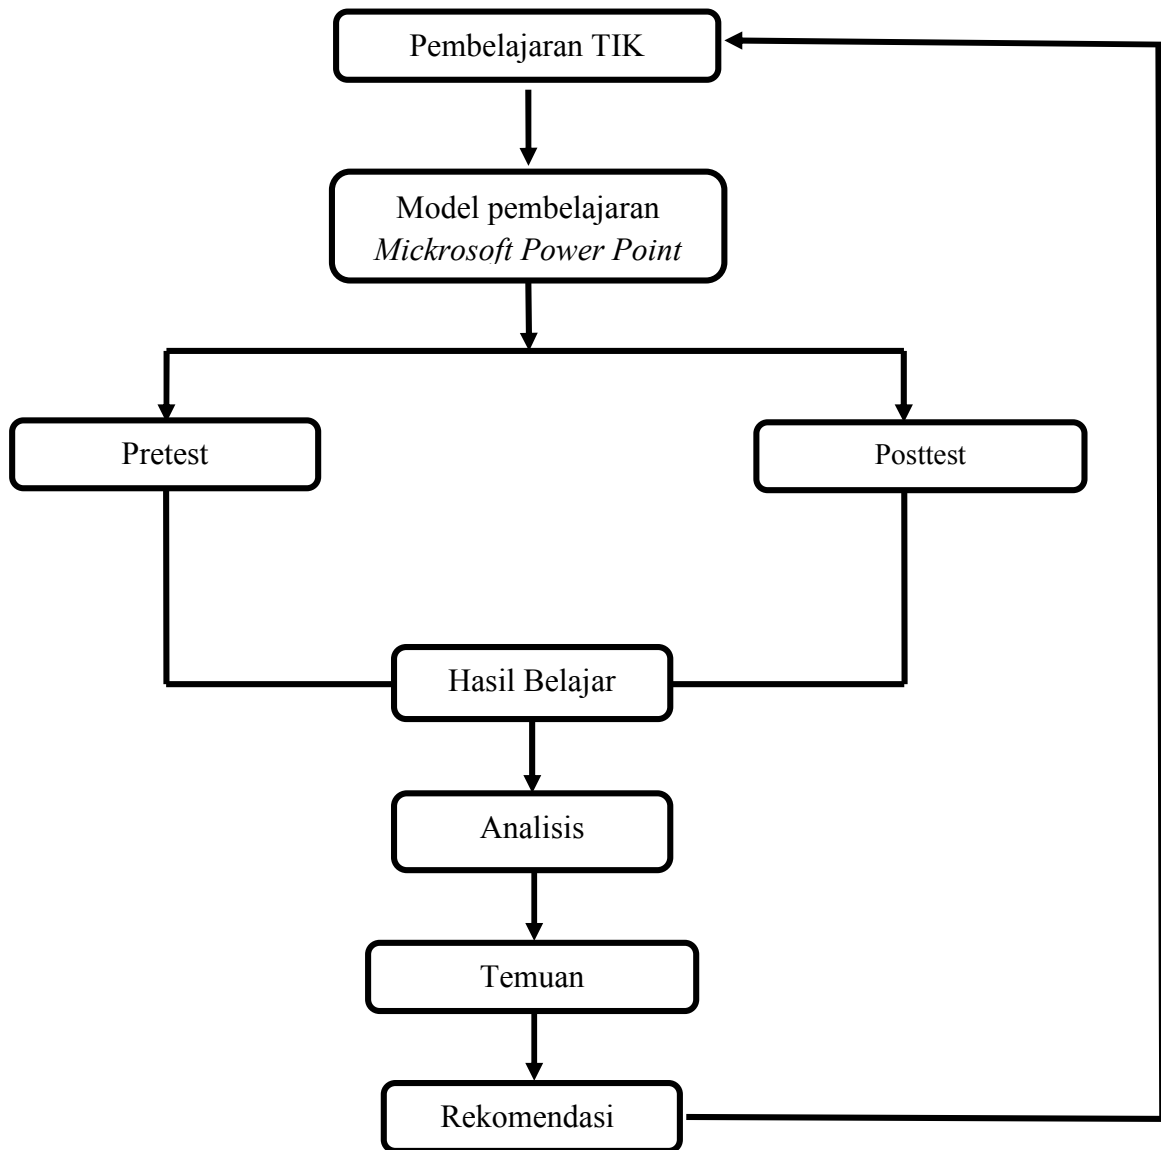 Pembelajaran TIK
Model pembelajaran
Mickrosoft Power Point
Pretest
Posttest
Hasil Belajar
Analisis
Temuan
Rekomendasi